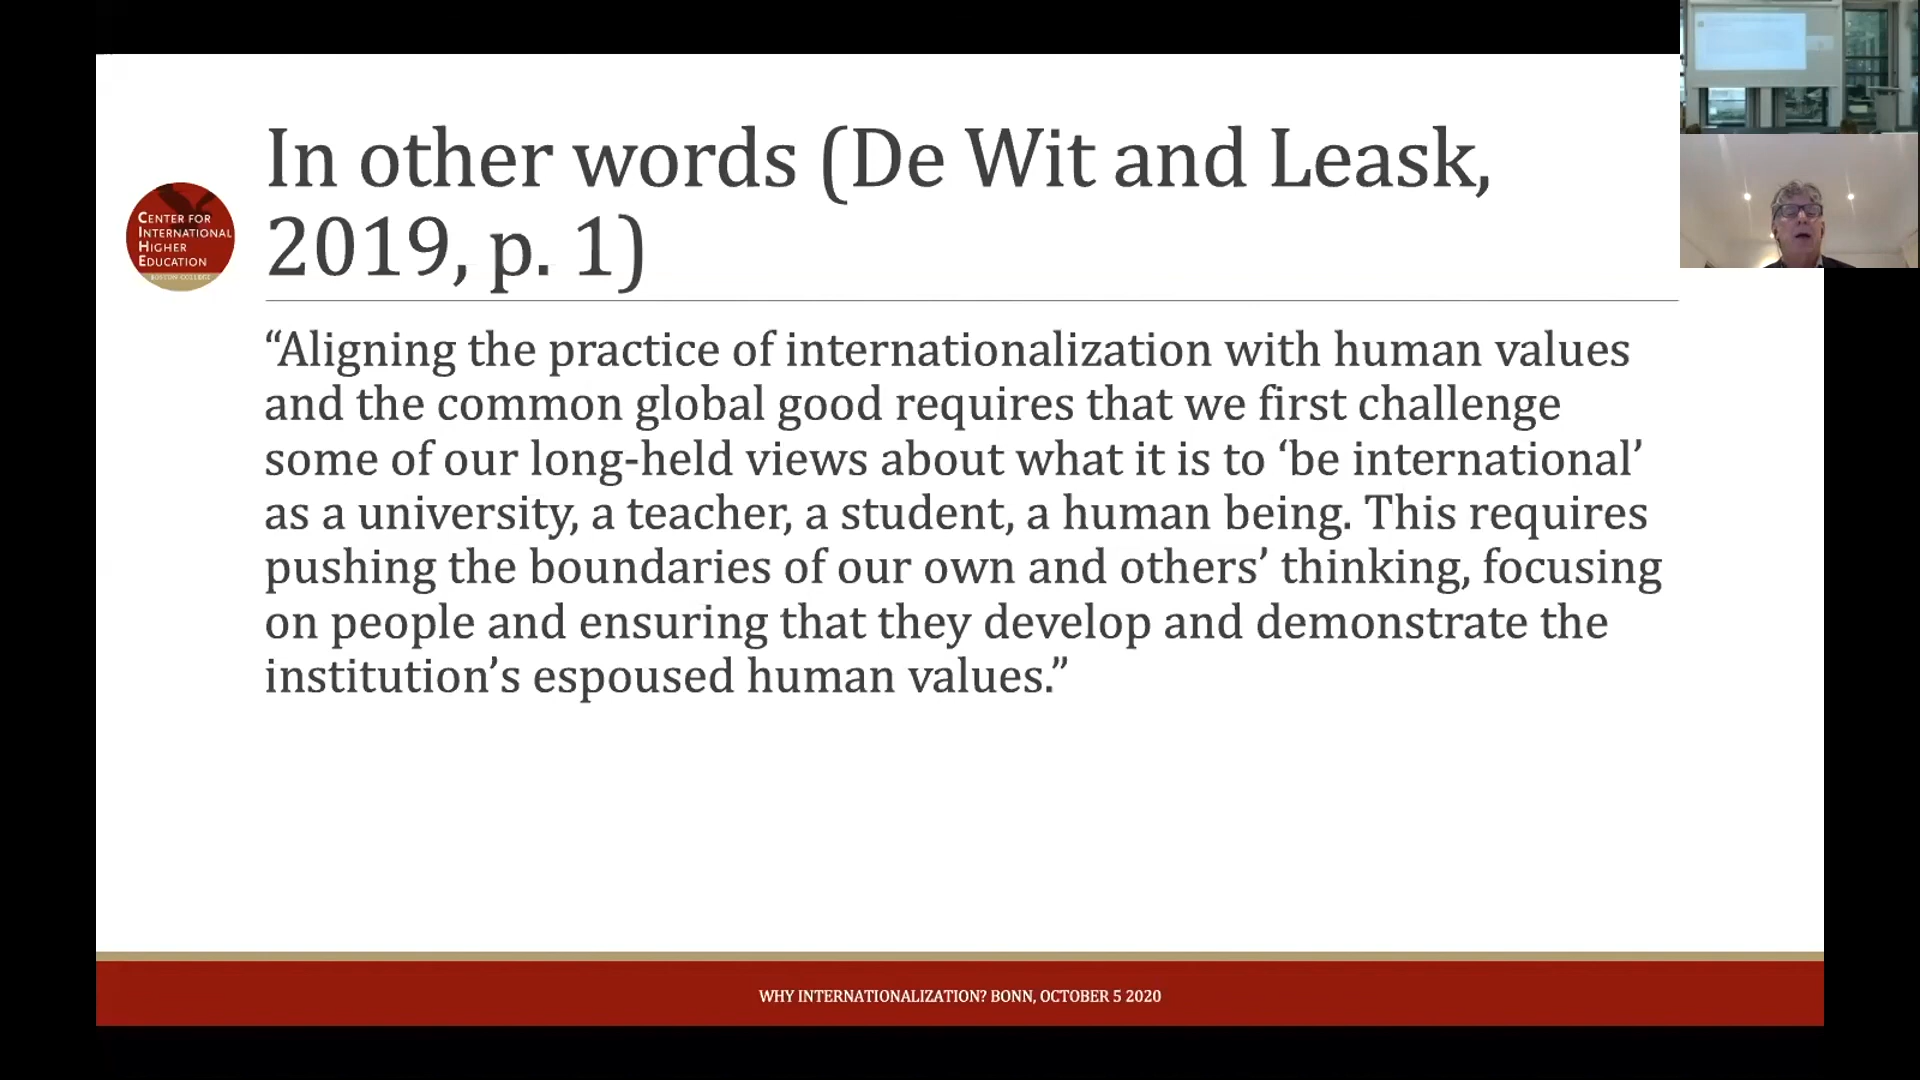 In other words (De Wit and Leask,
2019, p. 1)
CENTER FOR
INTERNATIONAL
HIGHER
EDUCATION
BOSTON COLLEGE
“Aligning the practice of internationalization with human values
and the common global good requires that we first challenge
some of our long-held views about what it is to ‘be international’
as a university, a teacher, a student, a human being. This requires
pushing the boundaries of our own and others’ thinking, focusing
on people and ensuring that they develop and demonstrate the
institution’s espoused human values.”
WHY INTERNATIONALIZATION? BONN, OCTOBER 5 2020